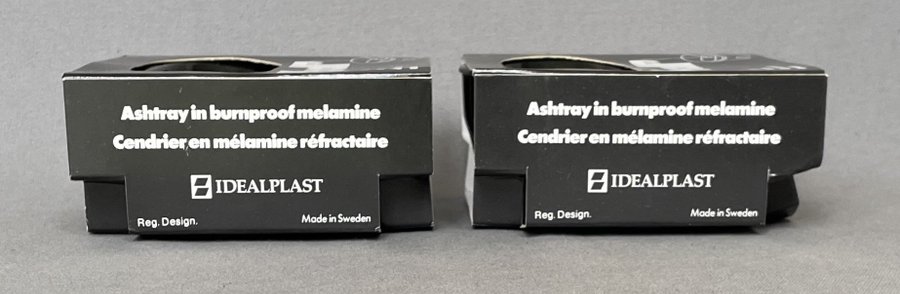 Ashtray in burnproof melamine
Cendrier en mélamine réfractaire
IDEALPLAST
Reg. Design.
Made in Sweden
Ashtray in burnproof melamine
Cendrier en mélamine réfractaire
IDEALPLAST
Reg. Design.
Made in Sweden